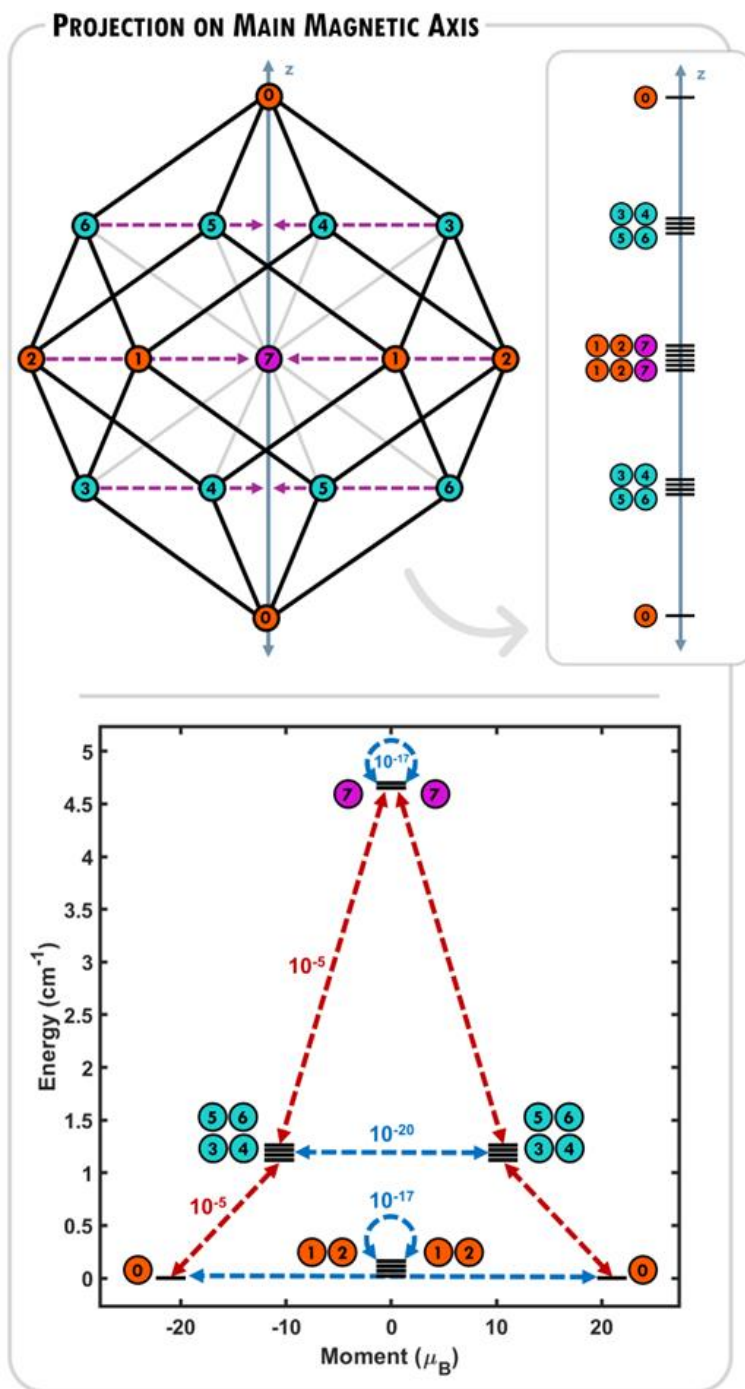 PROJECTION ON MAIN MAGNETIC AXIS
z
0
6 5 4 3
2 1 7 1 2
3 4 5 6
0
z
0
3 4
5 6
1 2 7
1 2 7
3 4
5 6
0
5
10-17
4.5
7 7
4
3.5
3
10-5
2.5
2
1.5
5 6 5 6
3 4 3 4
10-20
1
10-5
10-17
0.5
1 2 1 2
0 0
0
-20 -10 0 10 20
Energy (cm-1)
Moment (μB)